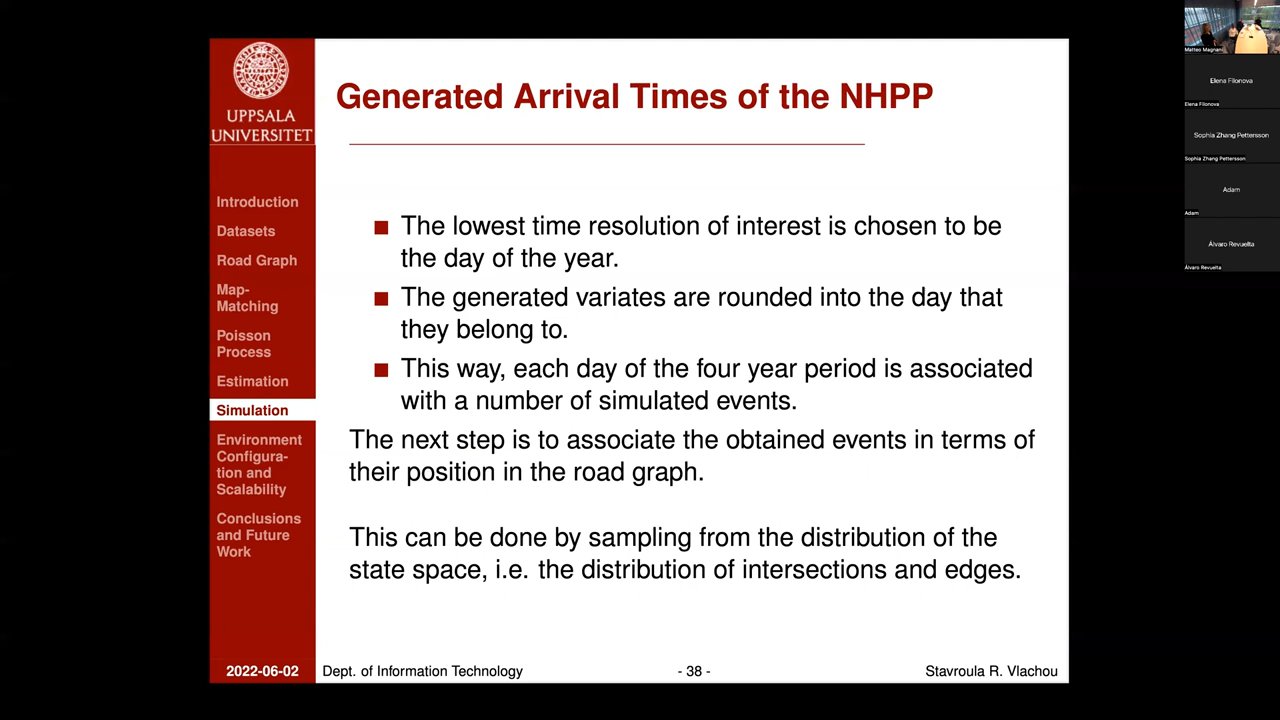 UPPSALA
UNIVERSITET
Introduction
Datasets
Road Graph
Map-
Matching
Poisson
Process
Estimation
Simulation
Environment
Configura-
tion and
Scalability
Conclusions
and Future
Work
2022-06-02
Generated Arrival Times of the NHPP
The lowest time resolution of interest is chosen to be
the day of the year.
The generated variates are rounded into the day that
they belong to.
This way, each day of the four year period is associated
with a number of simulated events.
The next step is to associate the obtained events in terms of
their position in the road graph.
This can be done by sampling from the distribution of the
state space, i.e. the distribution of intersections and edges.
Dept. of Information Technology
- 38 -
Stavroula R. Vlachou
Matteo Magnani
Elena Filonova
Elena Filonova
Sophia Zhang Pettersson
Sophia Zhang Pettersson
Adam
Adam
Álvaro Revuelta
Álvaro Revuelta